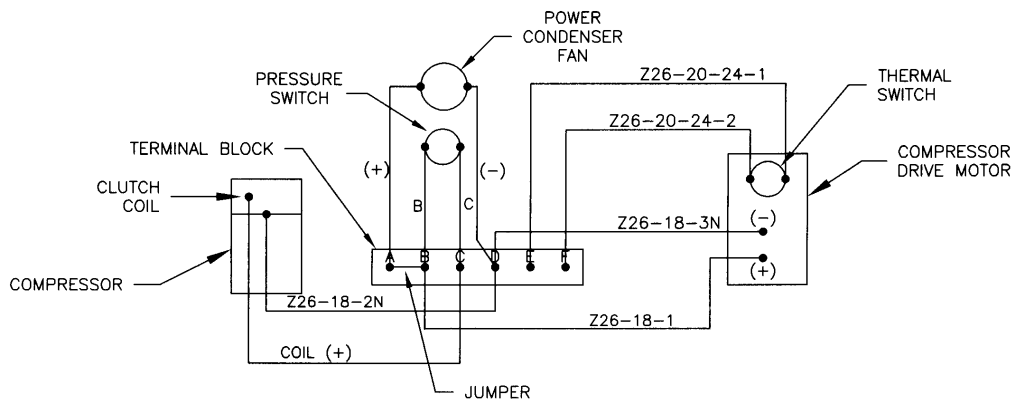 POWER
CONDENSER
FAN
PRESSURE
SWITCH
Z26-20-24-1
THERMAL
SWITCH
Z26-20-24-2
TERMINAL BLOCK
(+)
(-)
COMPRESSOR
DRIVE MOTOR
CLUTCH
COIL
B
C
Z26-18-3N
(-)
A
B
C
D
E
F
(+)
COMPRESSOR
Z26-18-2N
Z26-18-1
COIL (+)
JUMPER